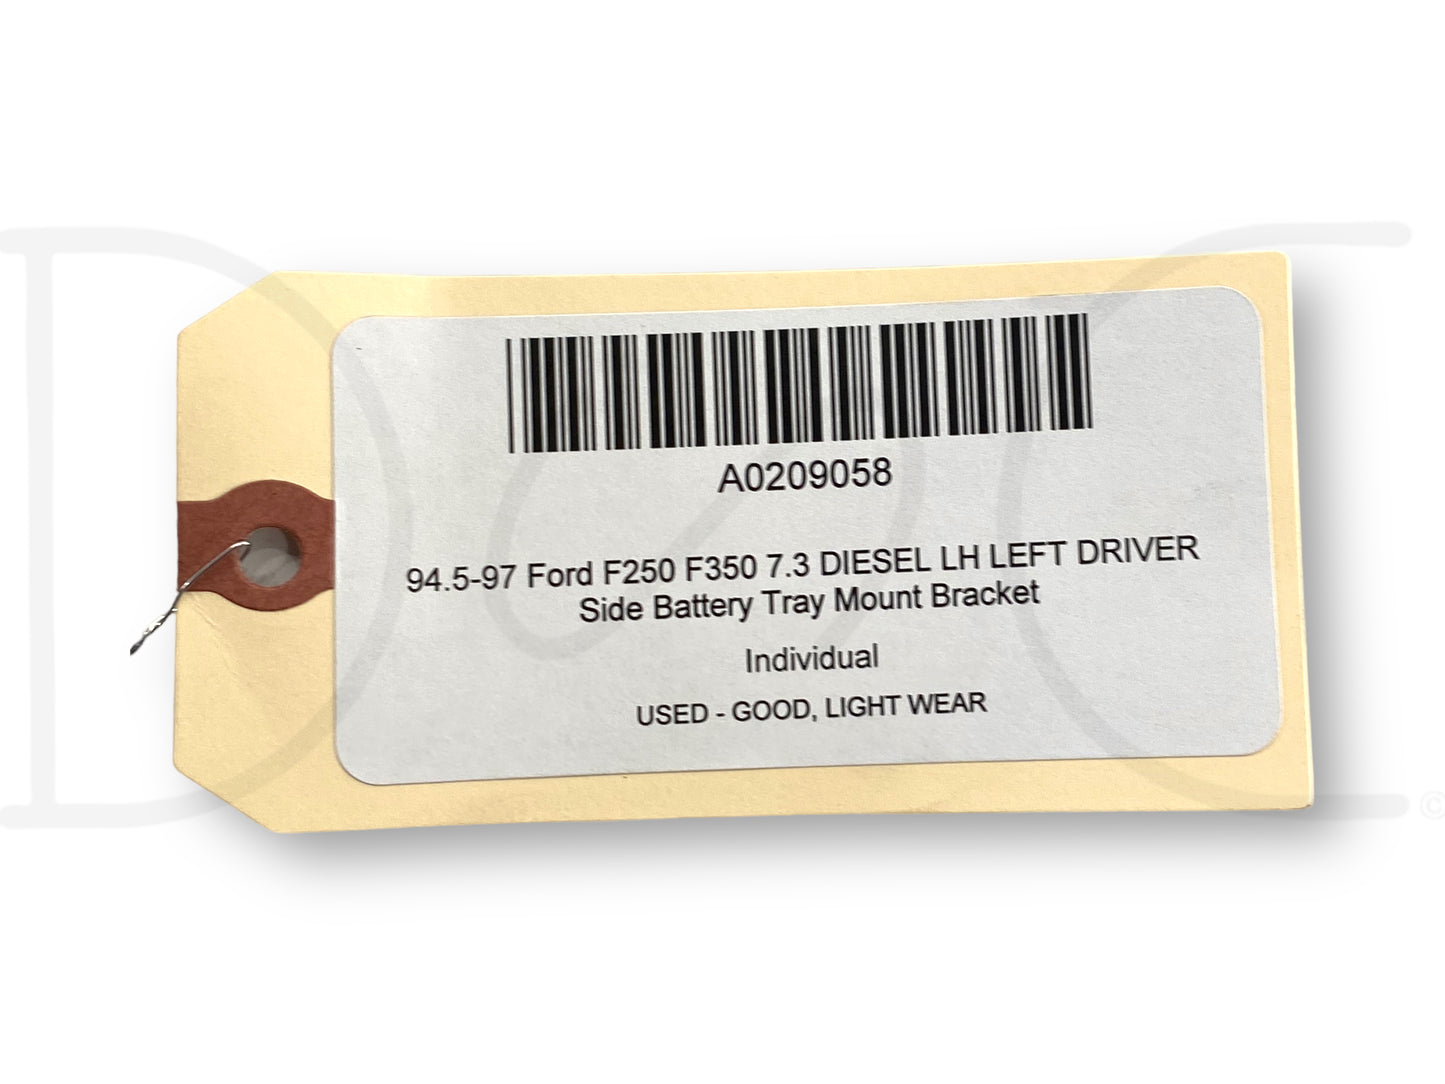 A0209058
94.5-97 Ford F250 F350 7.3 DIESEL LH LEFT DRIVER
Side Battery Tray Mount Bracket
Individual
USED - GOOD, LIGHT WEAR
©